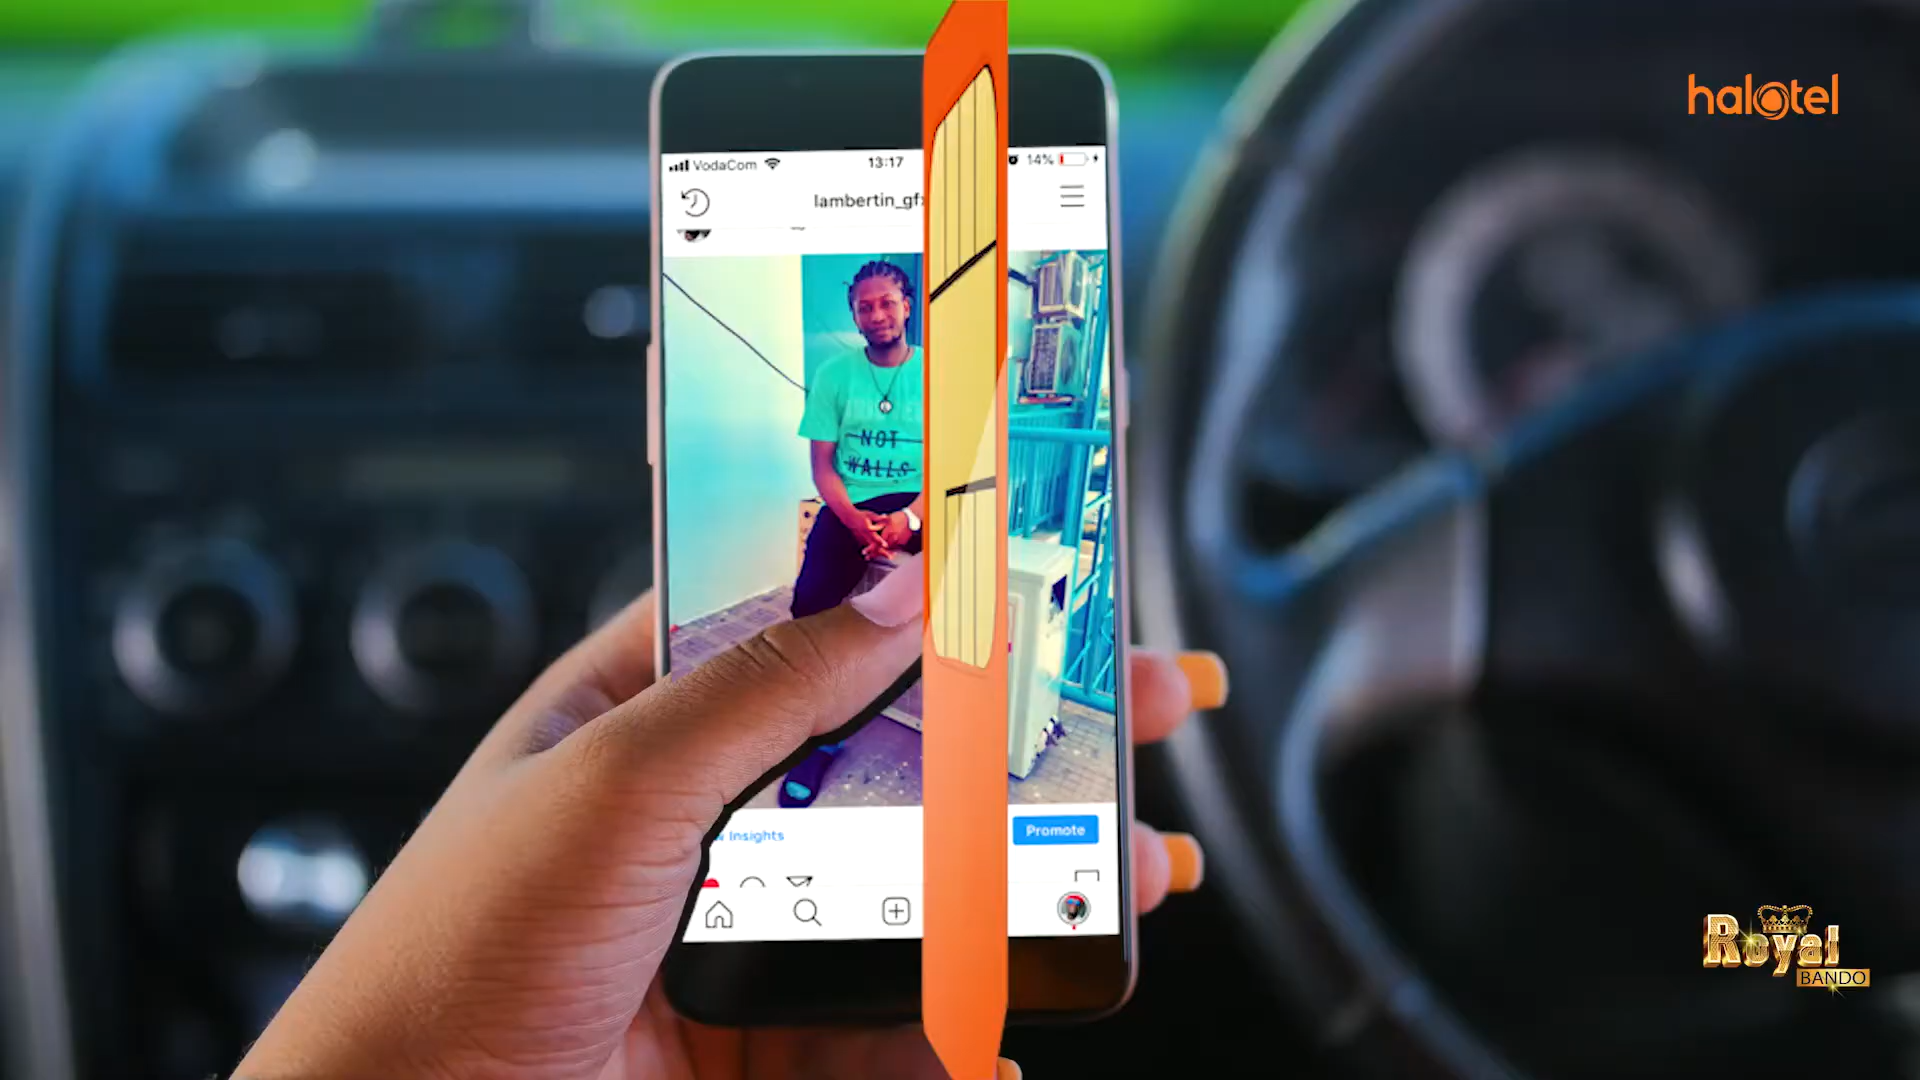 halotel
VodaCom 13:17 14%
lambertin_gf
NOT
WALLS
Insights
Promote
Royal
BANDO